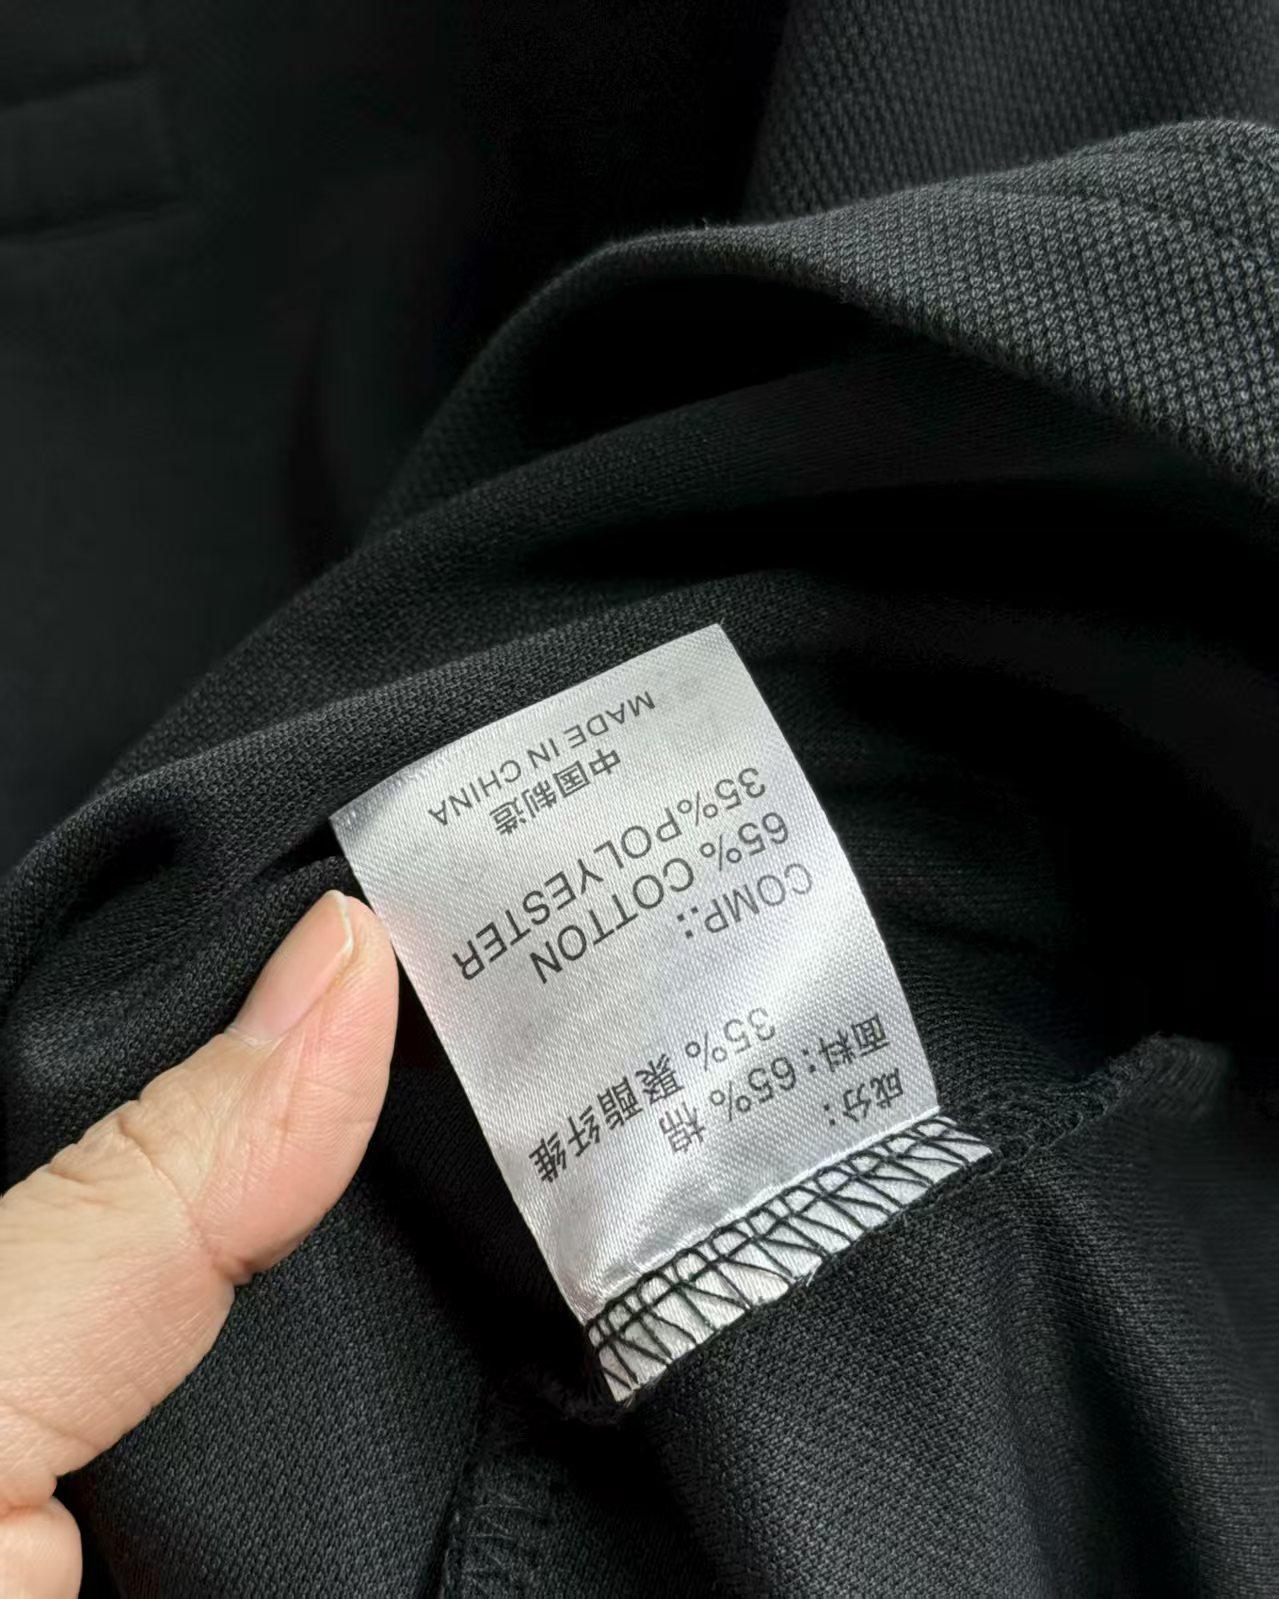 成分:
面料:65% 棉
35% 聚酯纤维
COMP.:
65% COTTON
35%POLYESTER
中国制造
MADE IN CHINA